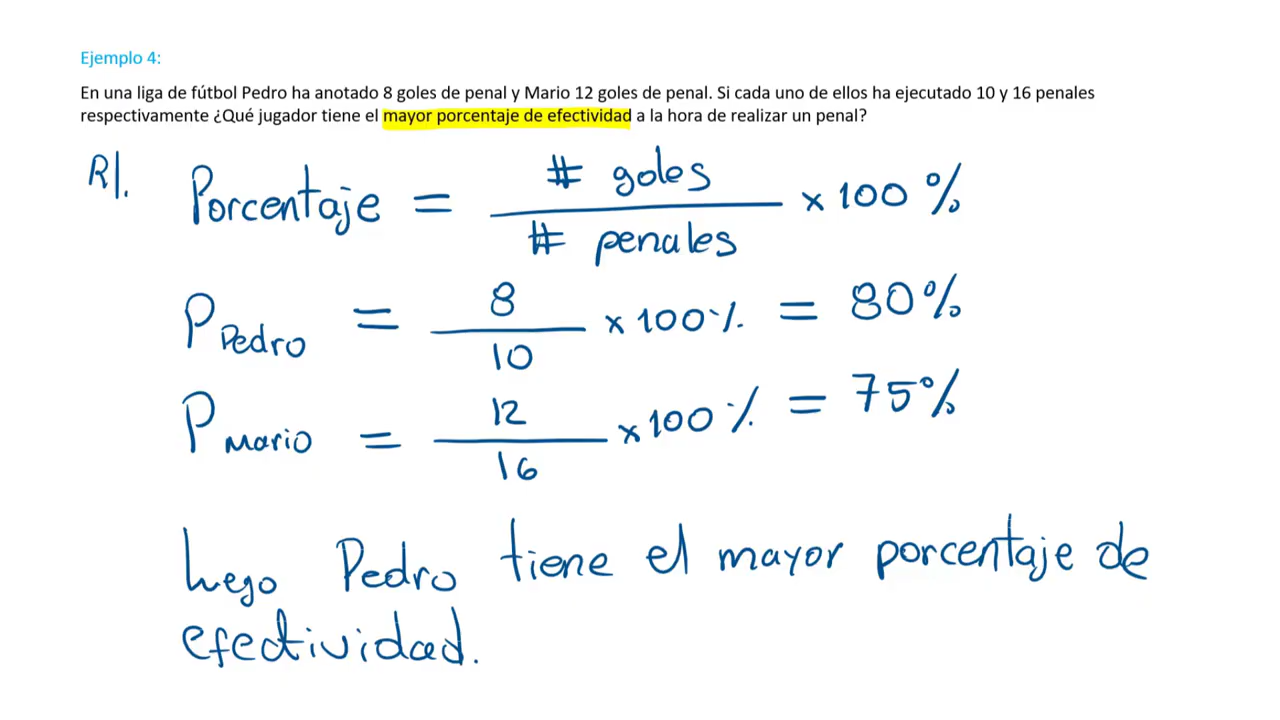 Ejemplo 4:
En una liga de fútbol Pedro ha anotado 8 goles de penal y Mario 12 goles de penal. Si cada uno de ellos ha ejecutado 10 y 16 penales
respectivamente ¿Qué jugador tiene el mayor porcentaje de efectividad a la hora de realizar un penal?
R/. Porcentaje = # goles / # penales x 100 %
P Pedro = 8 / 10 x 100% = 80%
P Mario = 12 / 16 x 100% = 75%
luego Pedro tiene el mayor porcentaje de
efectividad.